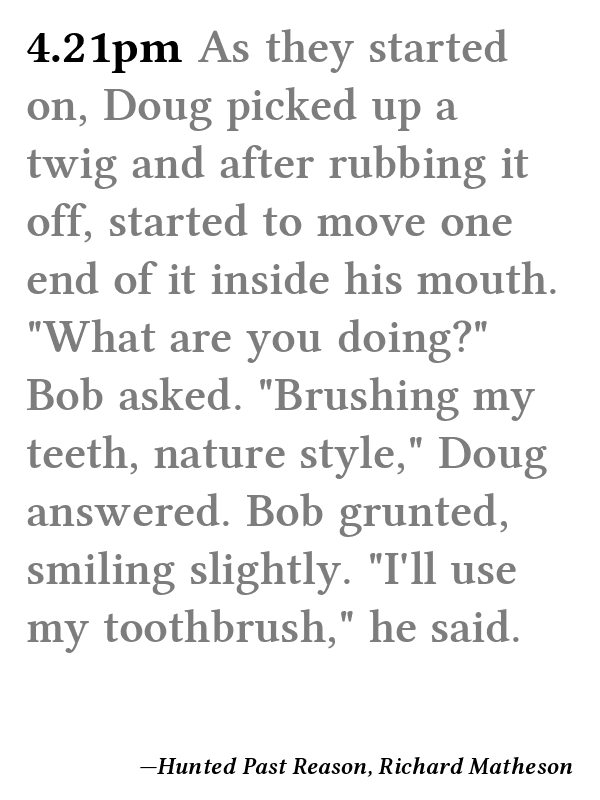 4.21pm As they started
on, Doug picked up a
twig and after rubbing it
off, started to move one
end of it inside his mouth.
"What are you doing?"
Bob asked. "Brushing my
teeth, nature style," Doug
answered. Bob grunted,
smiling slightly. "I'll use
my toothbrush," he said.
—Hunted Past Reason, Richard Matheson